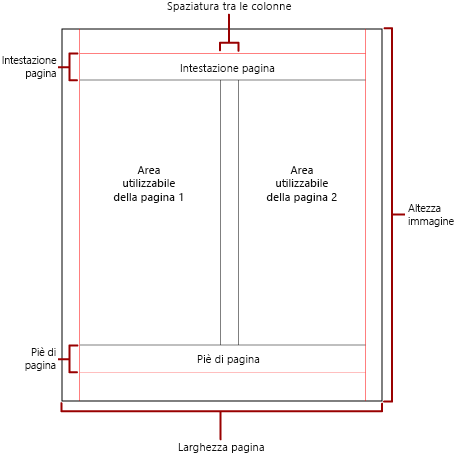 Spaziatura tra le colonne
Intestazione
pagina
Intestazione pagina
Area
utilizzabile
della pagina 1
Area
utilizzabile
della pagina 2
Altezza
immagine
Piè di
pagina
Piè di pagina
Larghezza pagina